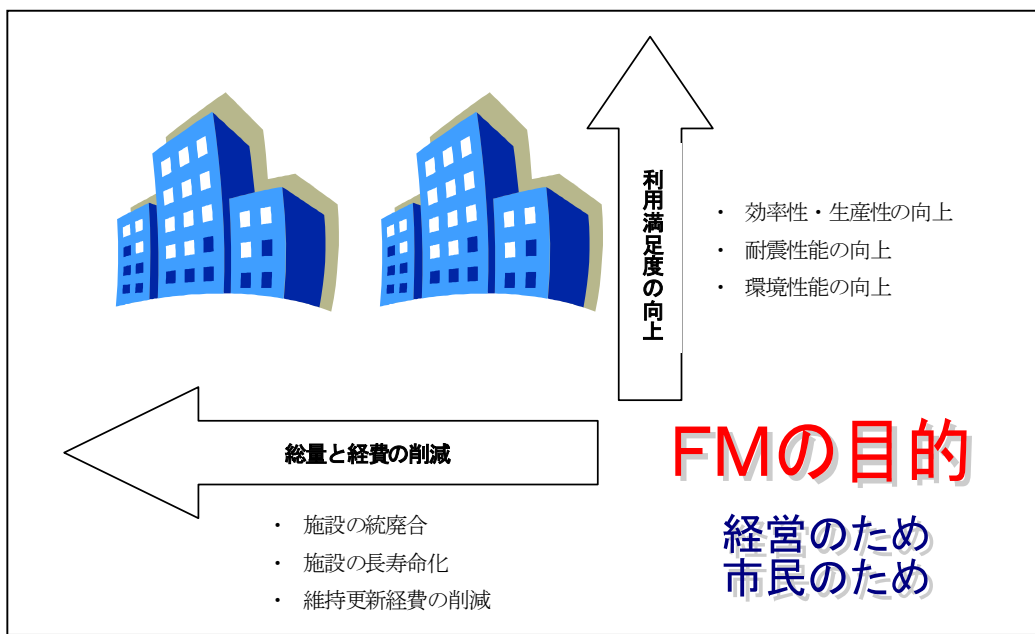 利用満足度の向上
・ 効率性・生産性の向上
・ 耐震性能の向上
・ 環境性能の向上
総量と経費の削減
・ 施設の統廃合
・ 施設の長寿命化
・ 維持更新経費の削減
FMの目的
経営のため
市民のため